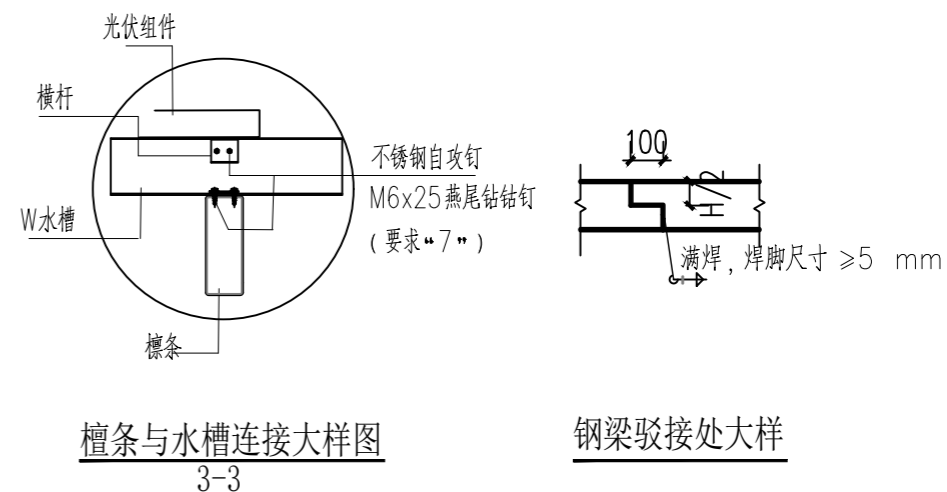 光伏组件
横杆
不锈钢自攻钉
M6x25燕尾钻钻钉
(要求“7”)
W水槽
檩条
檀条与水槽连接大样图
3-3
100
H/2
满焊,焊脚尺寸 ≥5 mm
钢梁驳接处大样